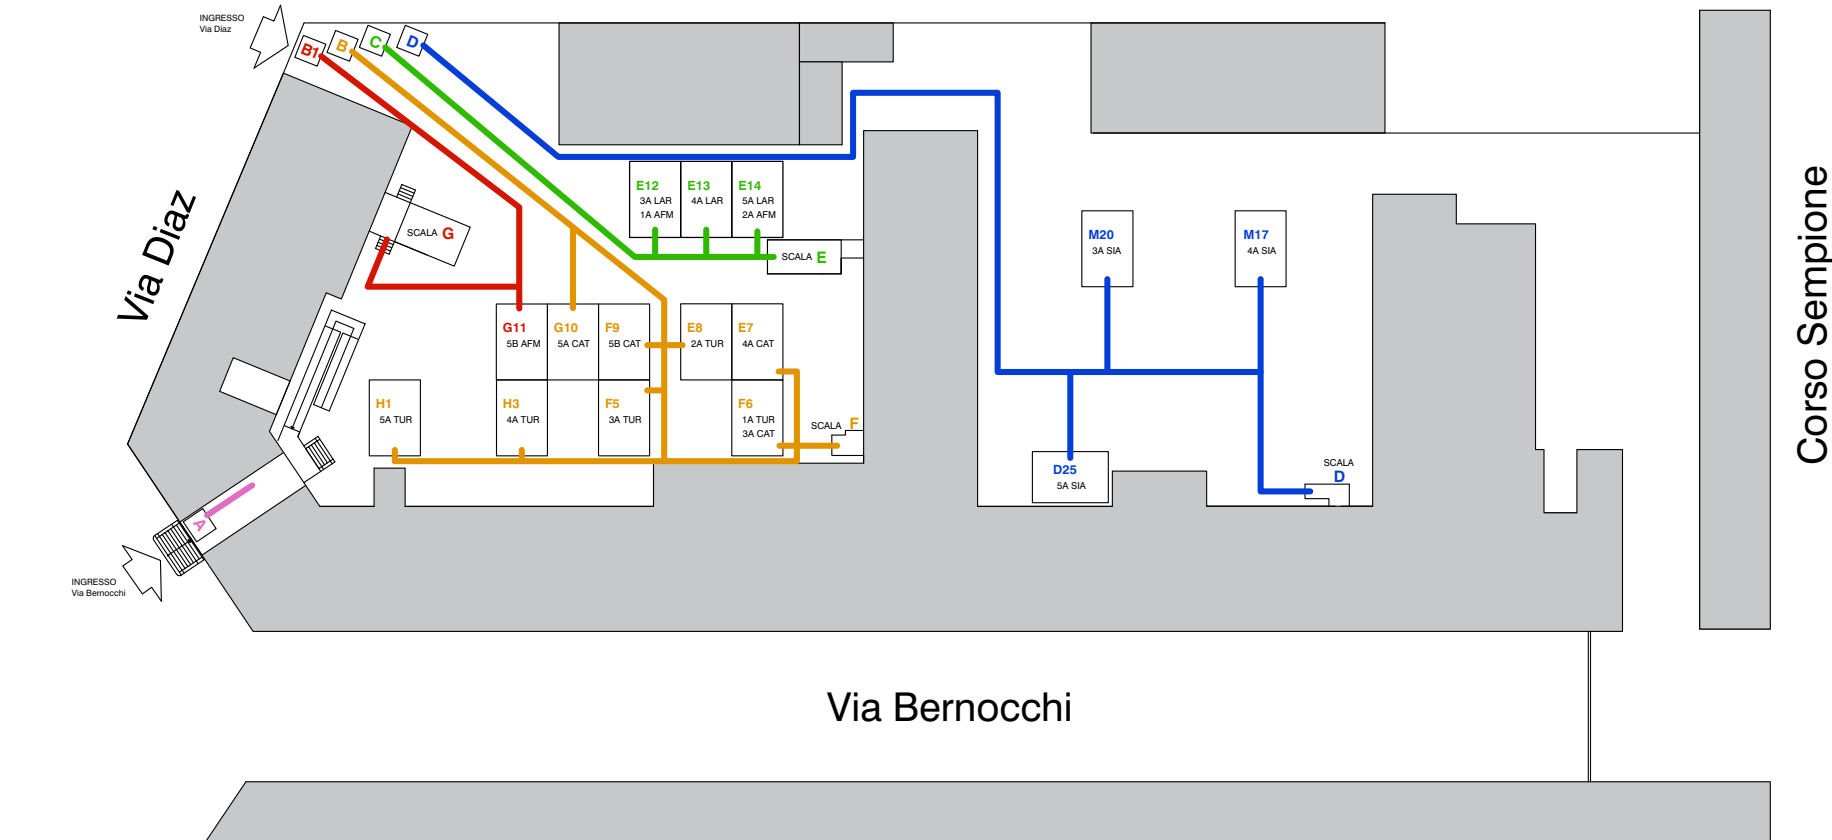 INGRESSO
Via Diaz
B1
B
C
D
E12
3A LAR
1A AFM
E13
4A LAR
E14
5A LAR
2A AFM
SCALA G
SCALA E
M20
3A SIA
M17
4A SIA
Via Diaz
Corso Sempione
G11
5B AFM
G10
5A CAT
F9
5B CAT
E8
2A TUR
E7
4A CAT
H1
5A TUR
H3
4A TUR
F5
3A TUR
F6
1A TUR
3A CAT
SCALA F
D25
5A SIA
SCALA
D
A
INGRESSO
Via Bernocchi
Via Bernocchi